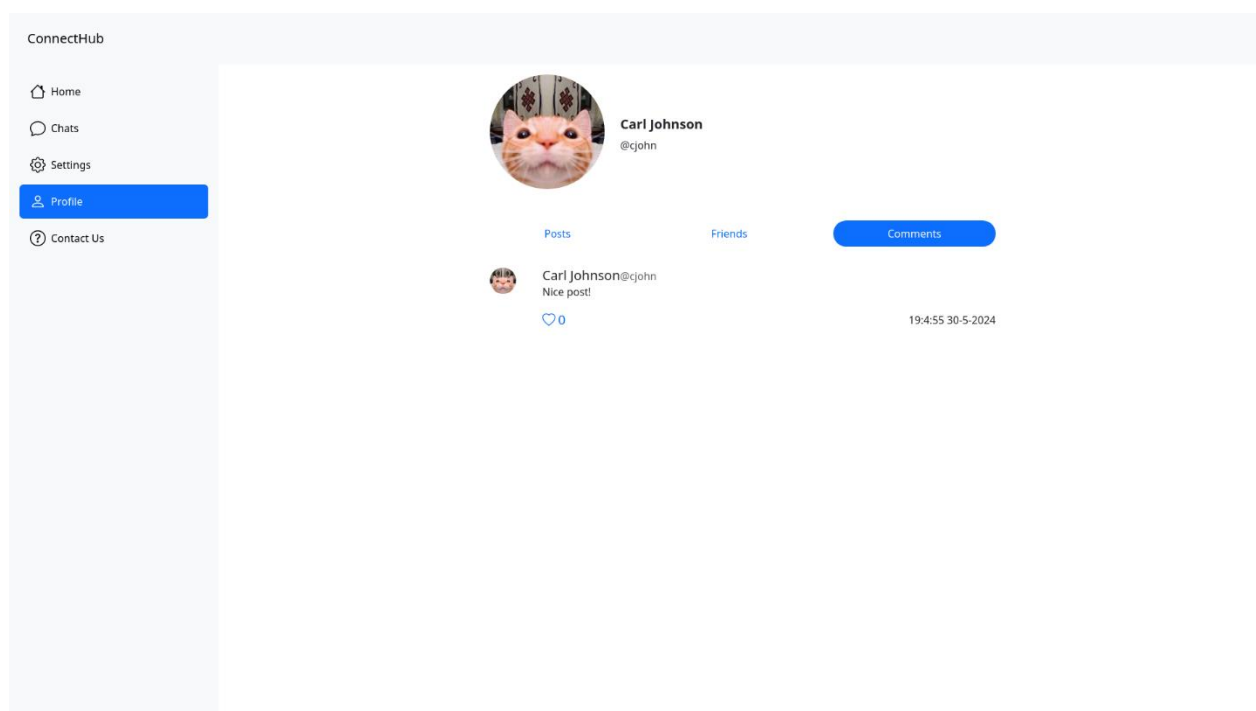 ConnectHub
Home
Chats
Settings
Profile
Contact Us
Carl Johnson
@cjohn
Posts Friends Comments
Carl Johnson@cjohn
Nice post!
0 19:4:55 30-5-2024